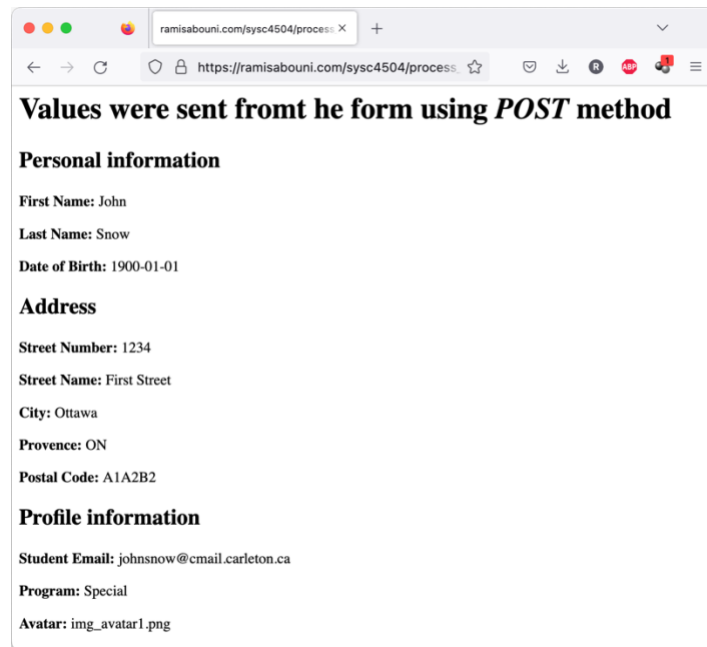 ramisabouni.com/sysc4504/process
https://ramisabouni.com/sysc4504/process_
R
ABP
1
Values were sent fromt he form using POST method
Personal information
First Name: John
Last Name: Snow
Date of Birth: 1900-01-01
Address
Street Number: 1234
Street Name: First Street
City: Ottawa
Provence: ON
Postal Code: A1A2B2
Profile information
Student Email: johnsnow@cmail.carleton.ca
Program: Special
Avatar: img_avatar1.png